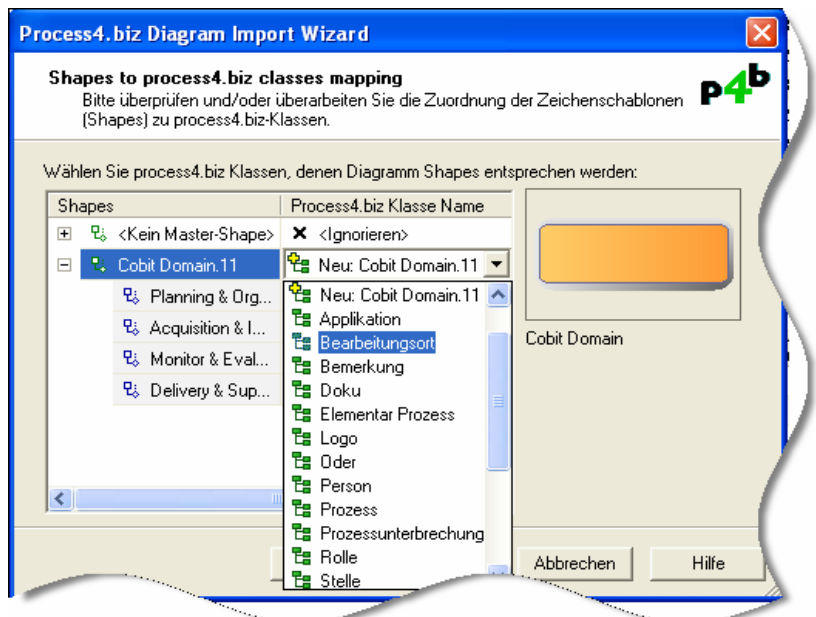 Process4.biz Diagram Import Wizard
Shapes to process4.biz classes mapping
Bitte überprüfen und/oder überarbeiten Sie die Zuordnung der Zeichenschablonen
(Shapes) zu process4.biz-Klassen.
p4b
Wählen Sie process4.biz Klassen, denen Diagramm Shapes entsprechen werden:
Shapes Process4.biz Klasse Name
<Kein Master-Shape> <Ignorieren>
Cobit Domain.11 Neu: Cobit Domain.11
Planning & Org...
Acquisition & I...
Monitor & Eval...
Delivery & Sup...
Neu: Cobit Domain.11
Applikation
Bearbeitungsort
Bemerkung
Doku
Elementar Prozess
Logo
Oder
Person
Prozess
Prozessunterbrechung
Rolle
Stelle
Cobit Domain
Abbrechen Hilfe